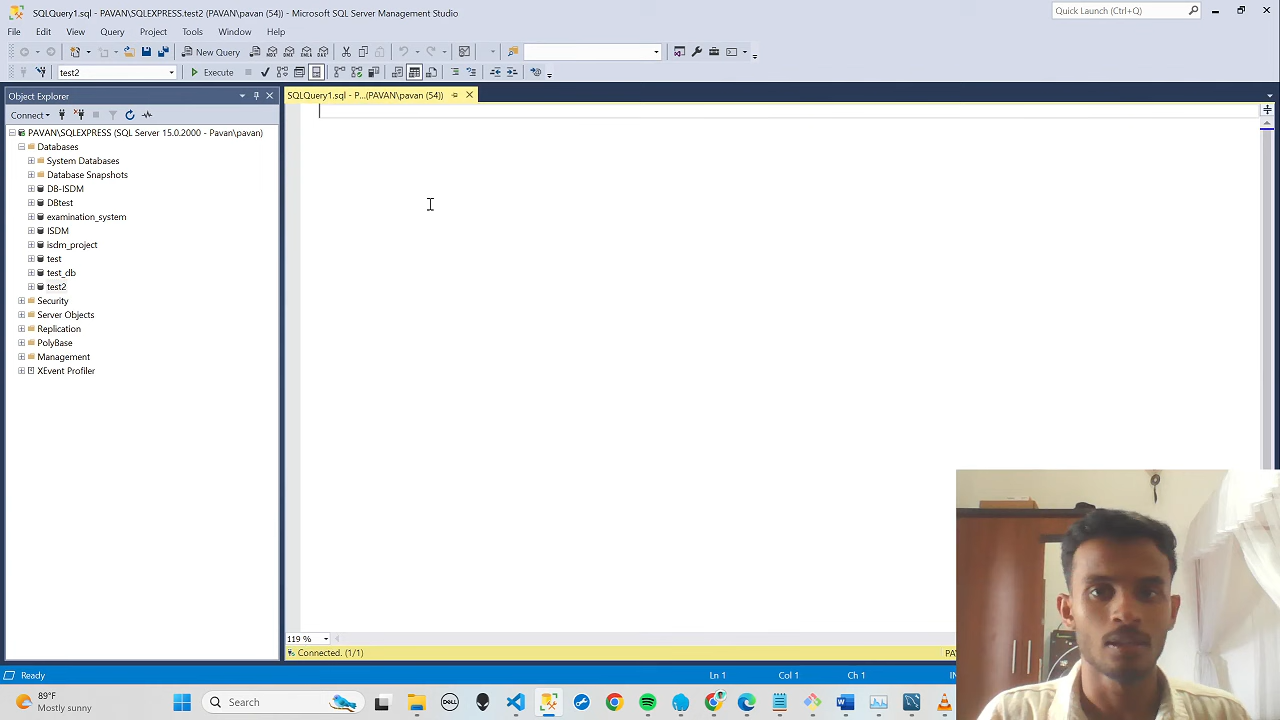 SQLQuery1.sql - PAVAN\SQLEXPRESS.test2 (PAVAN\pavan (54)) - Microsoft SQL Server Management Studio
Quick Launch (Ctrl+Q)
File Edit View Query Project Tools Window Help
New Query
test2 Execute
Object Explorer
SQLQuery1.sql - P...(PAVAN\pavan (54))
Connect
PAVAN\SQLEXPRESS (SQL Server 15.0.2000 - Pavan\pavan)
Databases
System Databases
Database Snapshots
DB-ISDM
DBtest
examination_system
ISDM
isdm_project
test
test_db
test2
Security
Server Objects
Replication
PolyBase
Management
XEvent Profiler
119 %
Connected. (1/1)
Ready
Ln 1 Col 1 Ch 1
89°F
Mostly sunny
Search
DELL